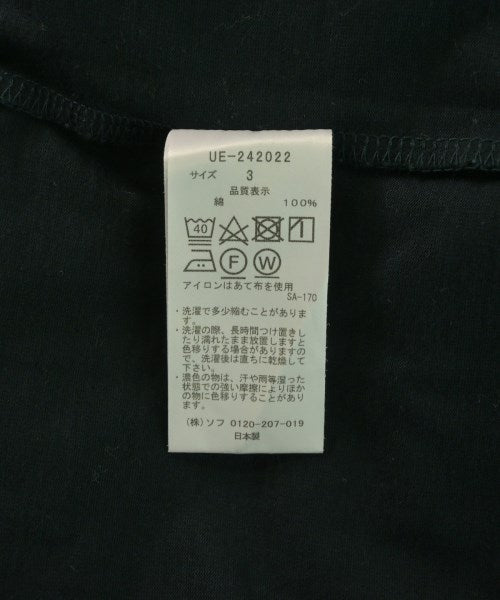 UE-242022
サイズ 3
品質表示
綿 100%
40
F W
アイロンはあて布を使用
SA-170
・洗濯で多少縮むことがありま
す。
・洗濯の際、長時間つけ置きし
たり濡れたまま放置しますと
色移りする場合がありますの
で、洗濯後は直ちに乾燥して
下さい。
・濃色の物は、汗や雨等湿った
状態での強い摩擦によりほか
の物に色移りすることがあり
ます。
(株)ソフ 0120-207-019
日本製